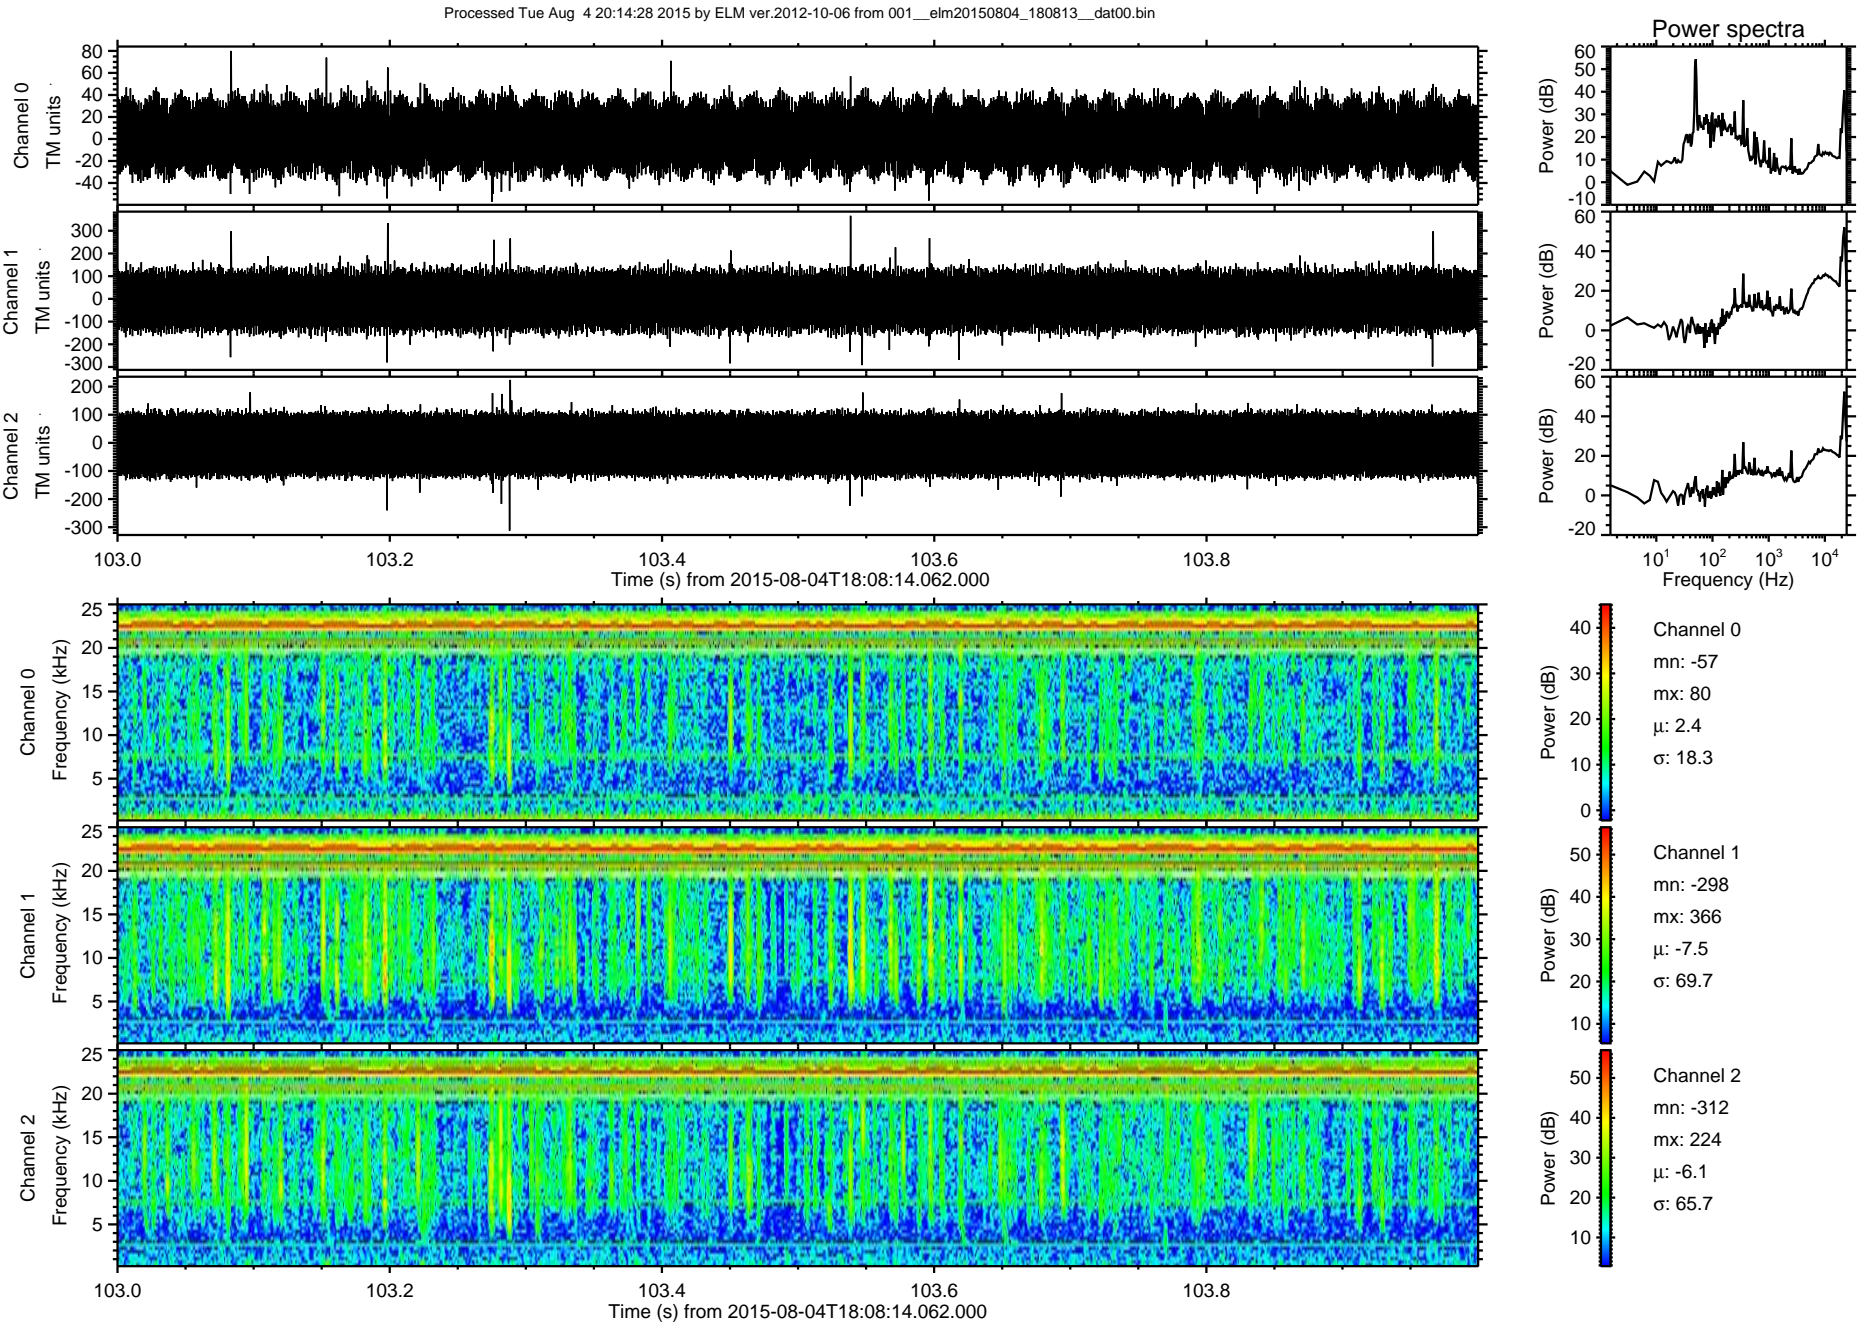 Processed Tue Aug  4 20:14:28 2015 by ELM ver.2012-10-06 from 001__elm20150804_180813__dat00.bin
Power spectra
Channel 0
TM units
80
60
40
20
0
-20
-40
Power (dB)
60
50
40
30
20
10
0
-10
Channel 1
TM units
300
200
100
0
-100
-200
-300
Power (dB)
60
40
20
0
-20
Channel 2
TM units
200
100
0
-100
-200
-300
Power (dB)
60
40
20
0
-20
103.0 103.2 103.4 103.6 103.8
Time (s) from 2015-08-04T18:08:14.062.000
10^1 10^2 10^3 10^4
Frequency (Hz)
Channel 0
Frequency (kHz)
25
20
15
10
5
Power (dB)
40
30
20
10
0
Channel 0
mn: -57
mx: 80
μ: 2.4
σ: 18.3
Channel 1
Frequency (kHz)
25
20
15
10
5
Power (dB)
50
40
30
20
10
Channel 1
mn: -298
mx: 366
μ: -7.5
σ: 69.7
Channel 2
Frequency (kHz)
25
20
15
10
5
Power (dB)
50
40
30
20
10
Channel 2
mn: -312
mx: 224
μ: -6.1
σ: 65.7
103.0 103.2 103.4 103.6 103.8
Time (s) from 2015-08-04T18:08:14.062.000